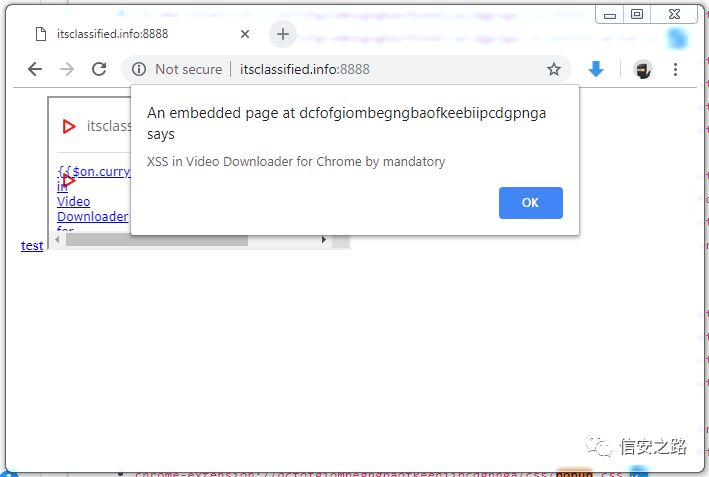 itsclassified.info:8888
Not secure itsclassified.info:8888
An embedded page at dcfofgiombegngbaofkeebiipcdgpnga
says
XSS in Video Downloader for Chrome by mandatory
OK
itsclass
{{$on.curry
in
Video
Downloader
for
test
信安之路
chrome-extension://dcfofgiombegngbaofkeebiipcdgpnga/css/popup.css